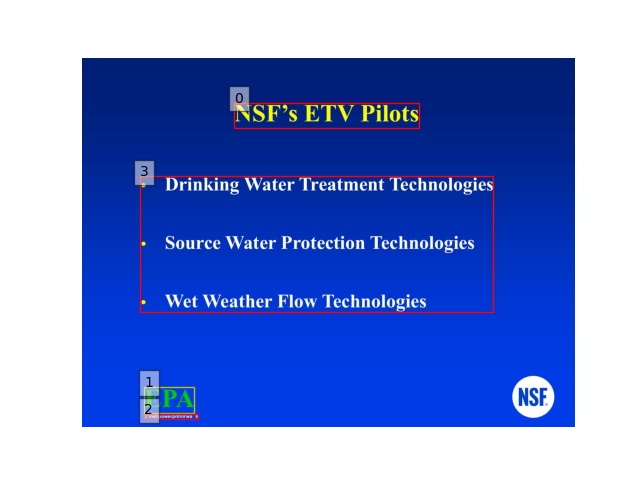 0
NSF's ETV Pilots
3
• Drinking Water Treatment Technologies
• Source Water Protection Technologies
• Wet Weather Flow Technologies
1
EPA
2
NSF.